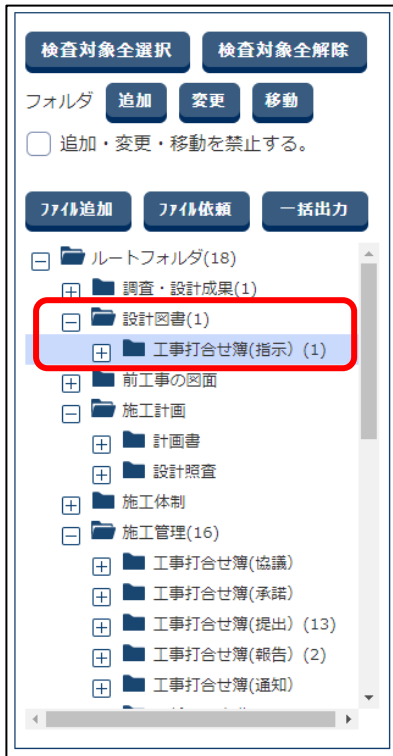 検査対象全選択 検査対象全解除
フォルダ 追加 変更 移動
追加・変更・移動を禁止する。
ﾌｧｲﾙ追加 ﾌｧｲﾙ依頼 一括出力
ルートフォルダ(18)
調査・設計成果(1)
設計図書(1)
工事打合せ簿(指示) (1)
前工事の図面
施工計画
計画書
設計照査
施工体制
施工管理(16)
工事打合せ簿(協議)
工事打合せ簿(承諾)
工事打合せ簿(提出) (13)
工事打合せ簿(報告) (2)
工事打合せ簿(通知)